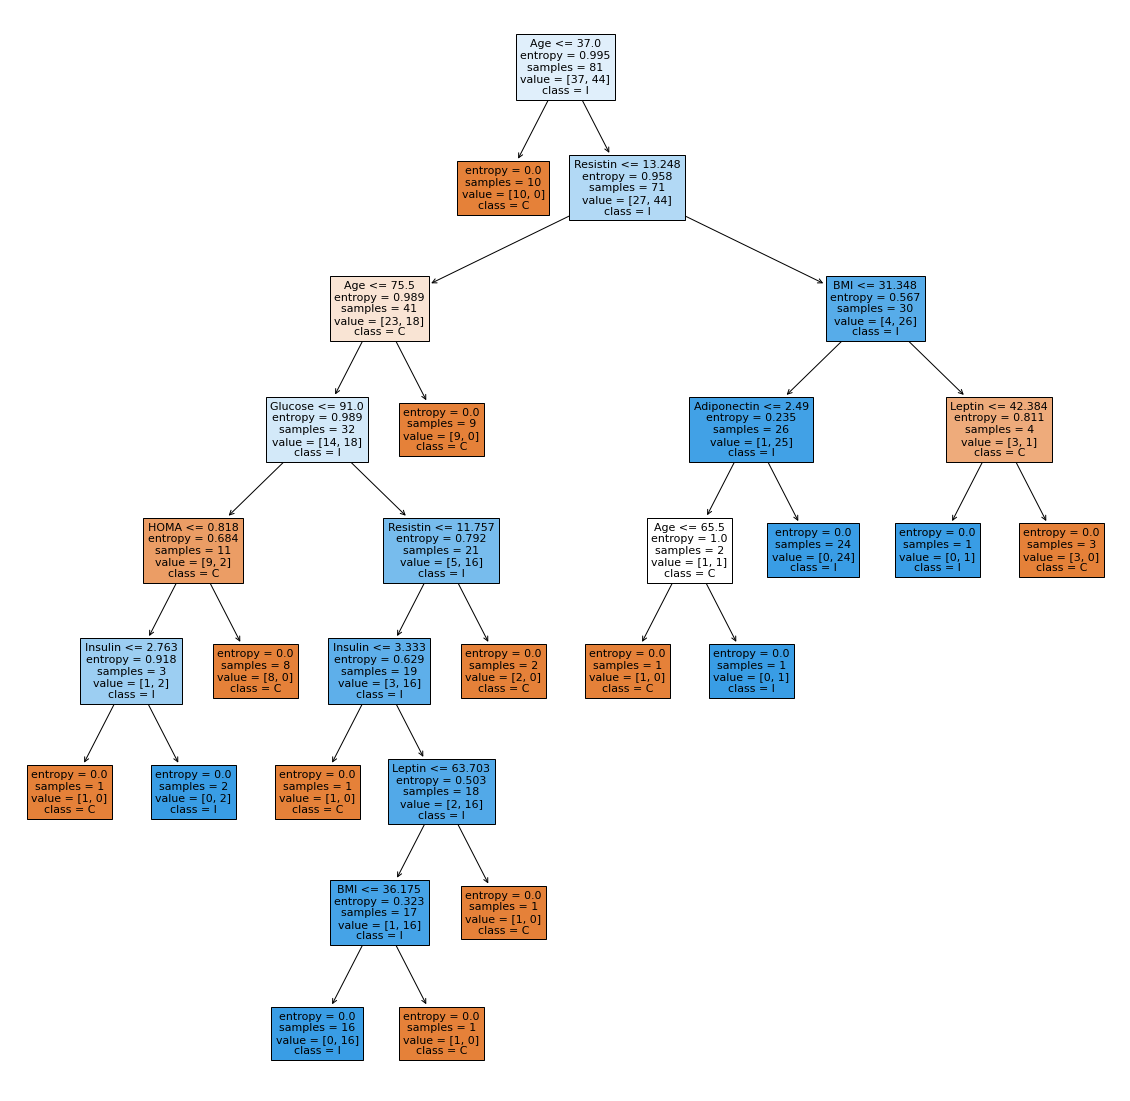 Age <= 37.0
entropy = 0.995
samples = 81
value = [37, 44]
class = I
entropy = 0.0
samples = 10
value = [10, 0]
class = C
Resistin <= 13.248
entropy = 0.958
samples = 71
value = [27, 44]
class = I
Age <= 75.5
entropy = 0.989
samples = 41
value = [23, 18]
class = C
BMI <= 31.348
entropy = 0.567
samples = 30
value = [4, 26]
class = I
Glucose <= 91.0
entropy = 0.989
samples = 32
value = [14, 18]
class = I
entropy = 0.0
samples = 9
value = [9, 0]
class = C
Adiponectin <= 2.49
entropy = 0.235
samples = 26
value = [1, 25]
class = I
Leptin <= 42.384
entropy = 0.811
samples = 4
value = [3, 1]
class = C
HOMA <= 0.818
entropy = 0.684
samples = 11
value = [9, 2]
class = C
Resistin <= 11.757
entropy = 0.792
samples = 21
value = [5, 16]
class = I
Age <= 65.5
entropy = 1.0
samples = 2
value = [1, 1]
class = C
entropy = 0.0
samples = 24
value = [0, 24]
class = I
entropy = 0.0
samples = 1
value = [0, 1]
class = I
entropy = 0.0
samples = 3
value = [3, 0]
class = C
Insulin <= 2.763
entropy = 0.918
samples = 3
value = [1, 2]
class = I
entropy = 0.0
samples = 8
value = [8, 0]
class = C
Insulin <= 3.333
entropy = 0.629
samples = 19
value = [3, 16]
class = I
entropy = 0.0
samples = 2
value = [2, 0]
class = C
entropy = 0.0
samples = 1
value = [1, 0]
class = C
entropy = 0.0
samples = 1
value = [0, 1]
class = I
entropy = 0.0
samples = 1
value = [1, 0]
class = C
entropy = 0.0
samples = 2
value = [0, 2]
class = I
entropy = 0.0
samples = 1
value = [1, 0]
class = C
Leptin <= 63.703
entropy = 0.503
samples = 18
value = [2, 16]
class = I
BMI <= 36.175
entropy = 0.323
samples = 17
value = [1, 16]
class = I
entropy = 0.0
samples = 1
value = [1, 0]
class = C
entropy = 0.0
samples = 16
value = [0, 16]
class = I
entropy = 0.0
samples = 1
value = [1, 0]
class = C